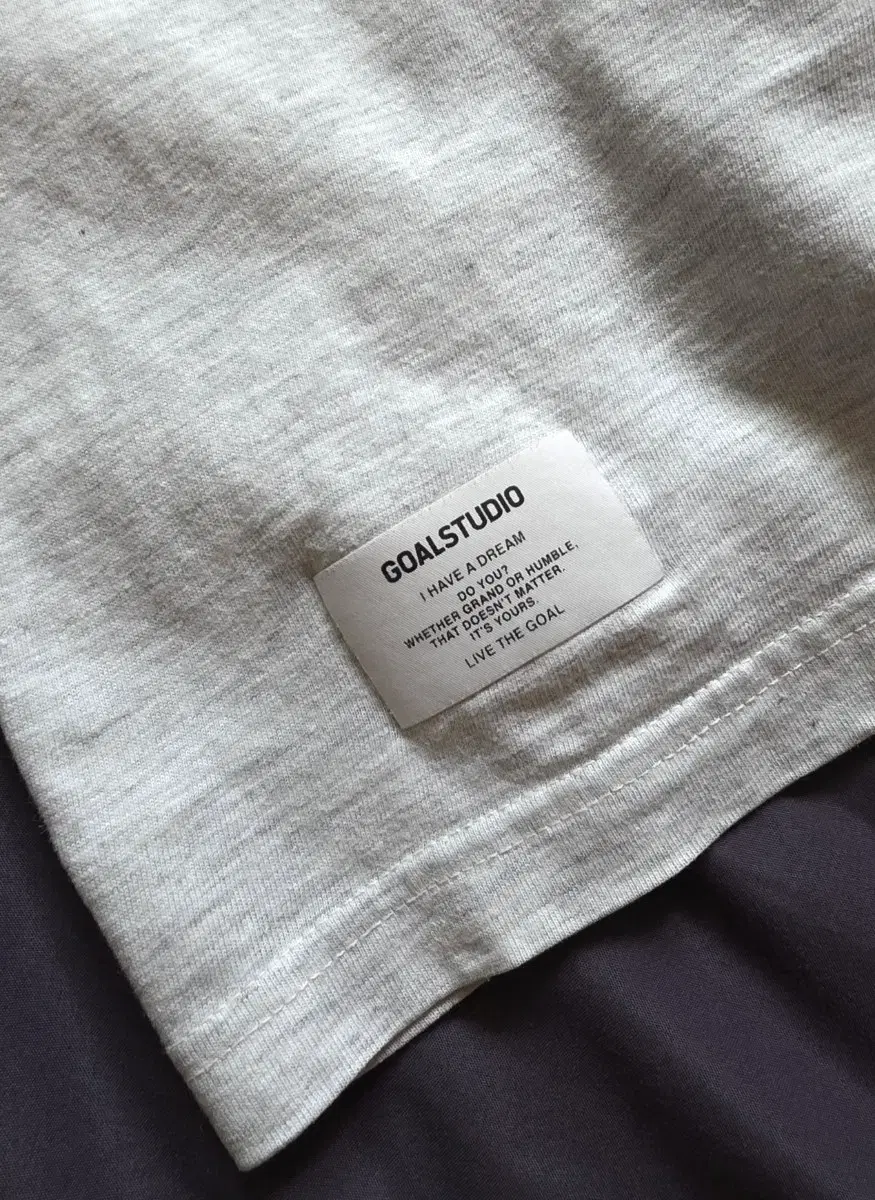 GOALSTUDIO
I HAVE A DREAM
DO YOU?
WHETHER GRAND OR HUMBLE,
THAT DOESN'T MATTER.
IT'S YOURS.
LIVE THE GOAL